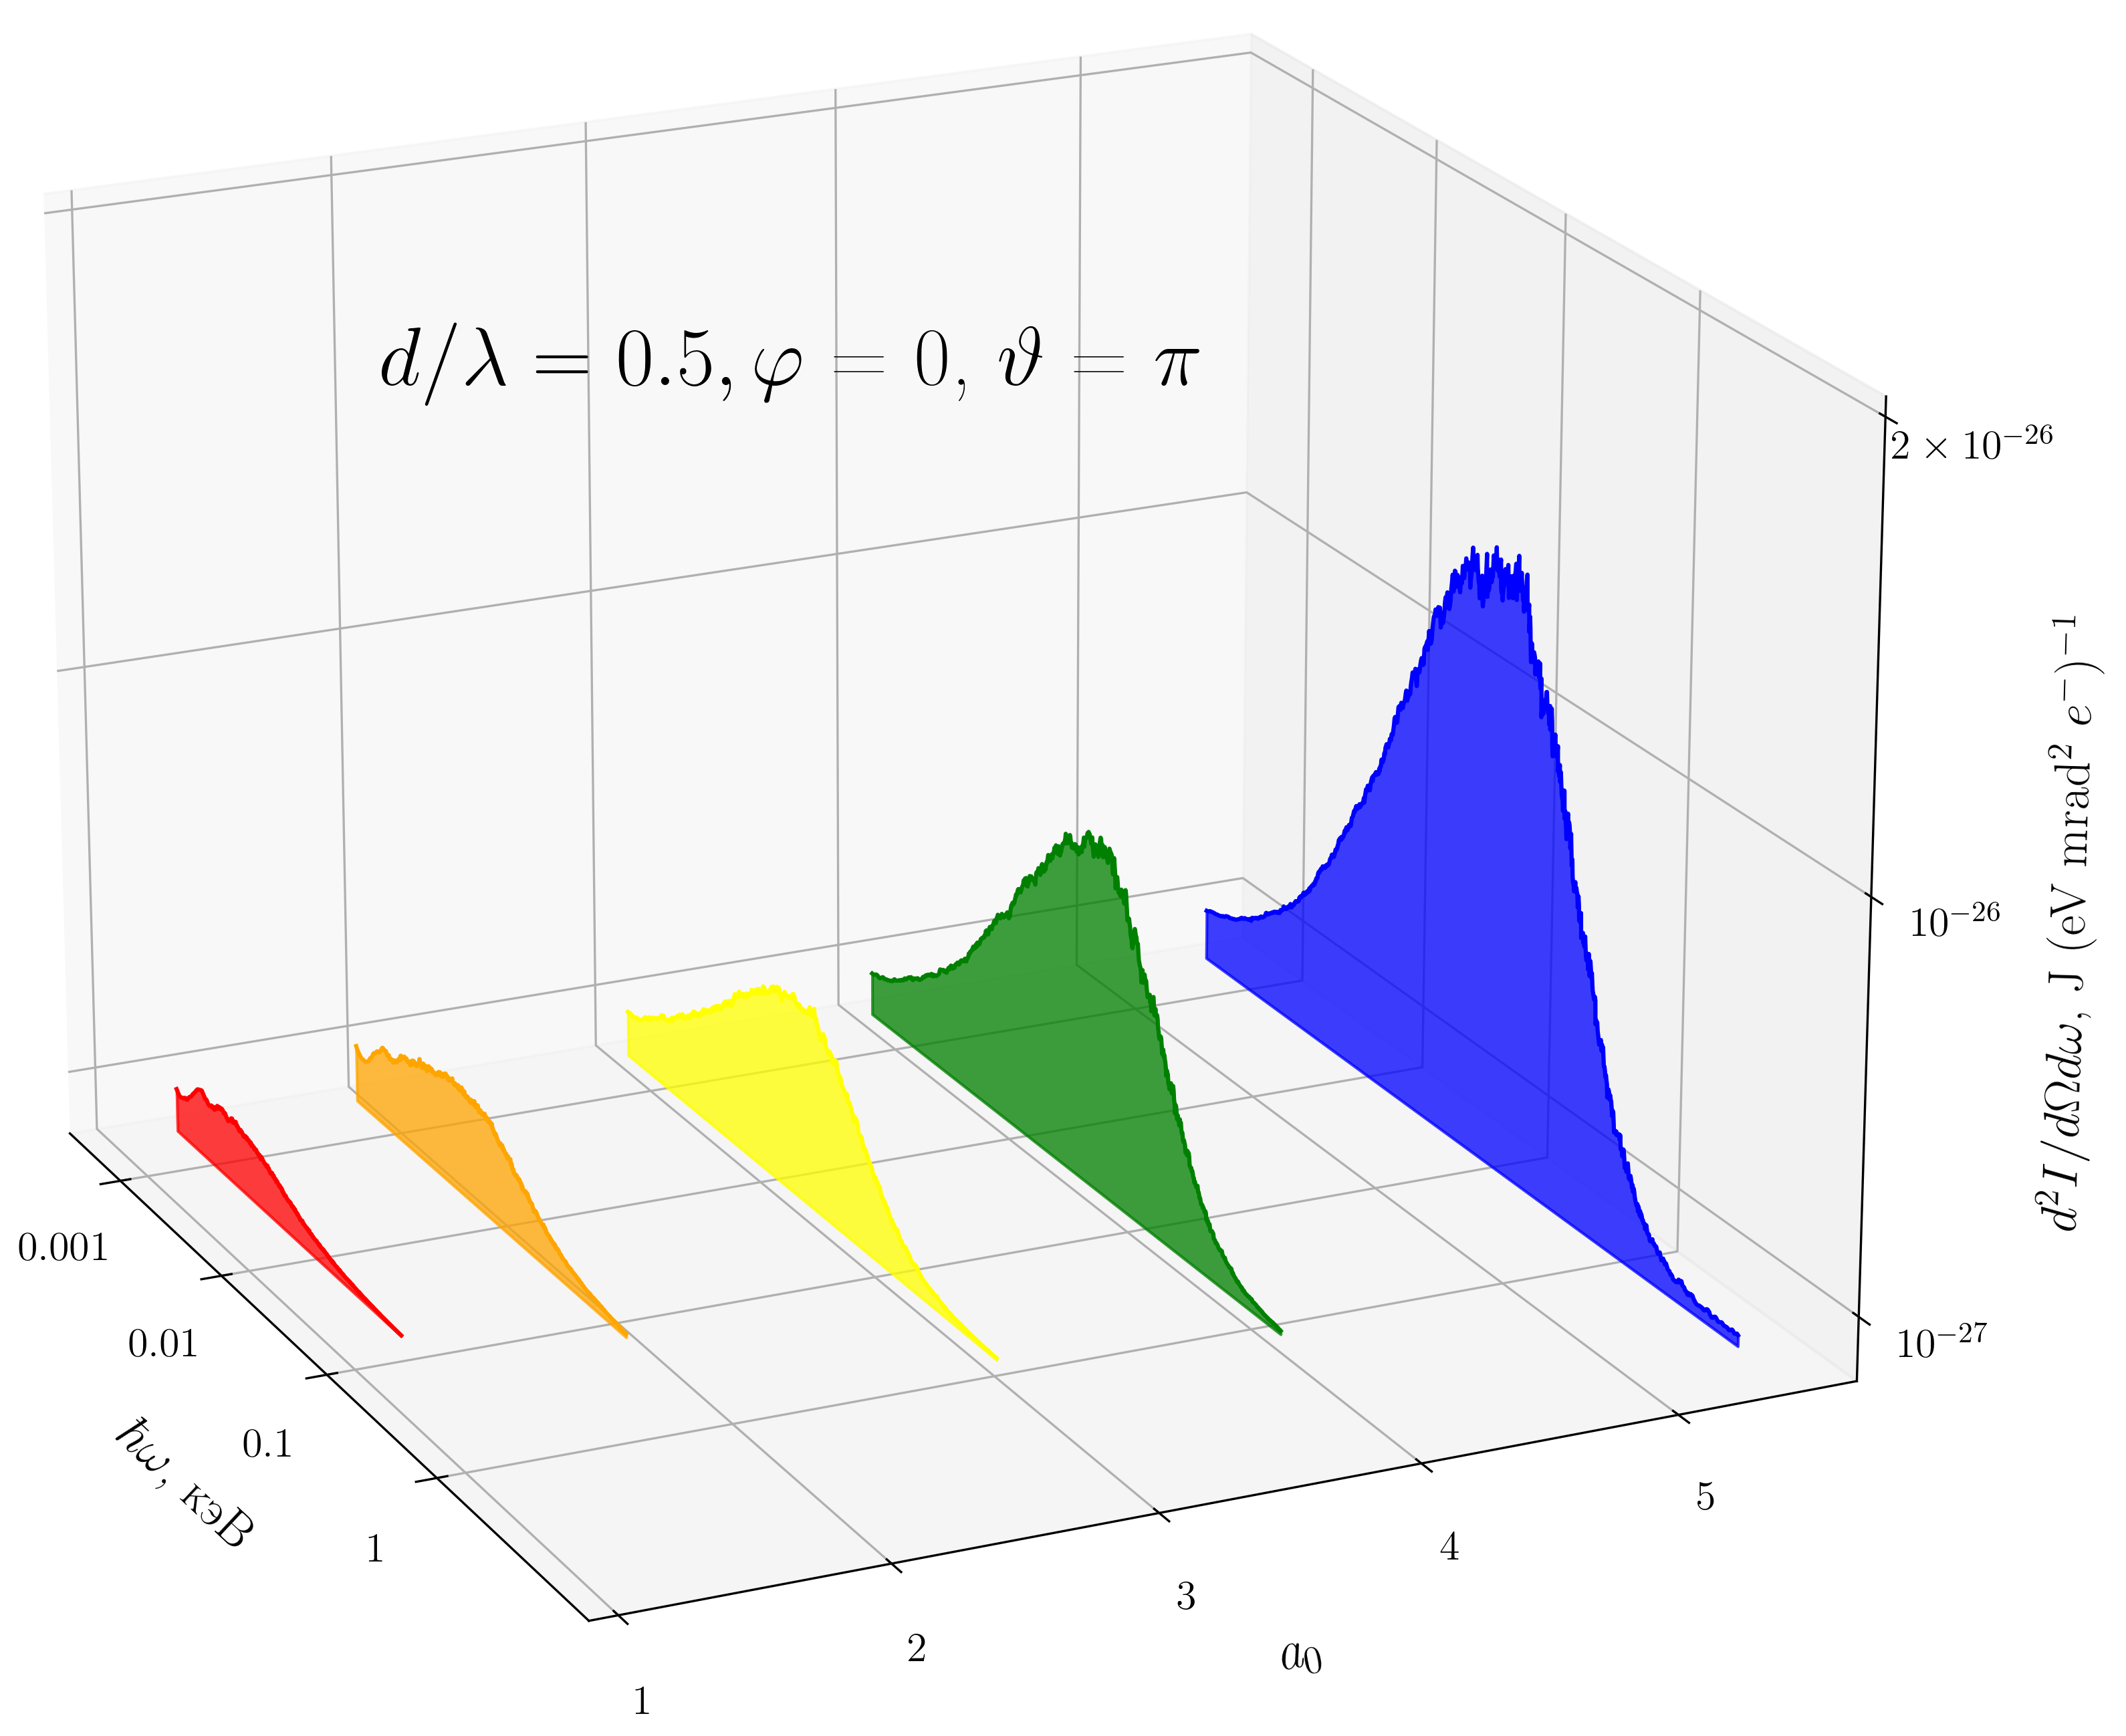 d/λ = 0.5, φ = 0, ϑ = π
2 × 10⁻²⁶
10⁻²⁶
10⁻²⁷
d²I/dΩdω, J (eV mrad² e⁻)⁻¹
0.001
0.01
0.1
1
ħω, кэВ
1
2
3
4
5
a₀